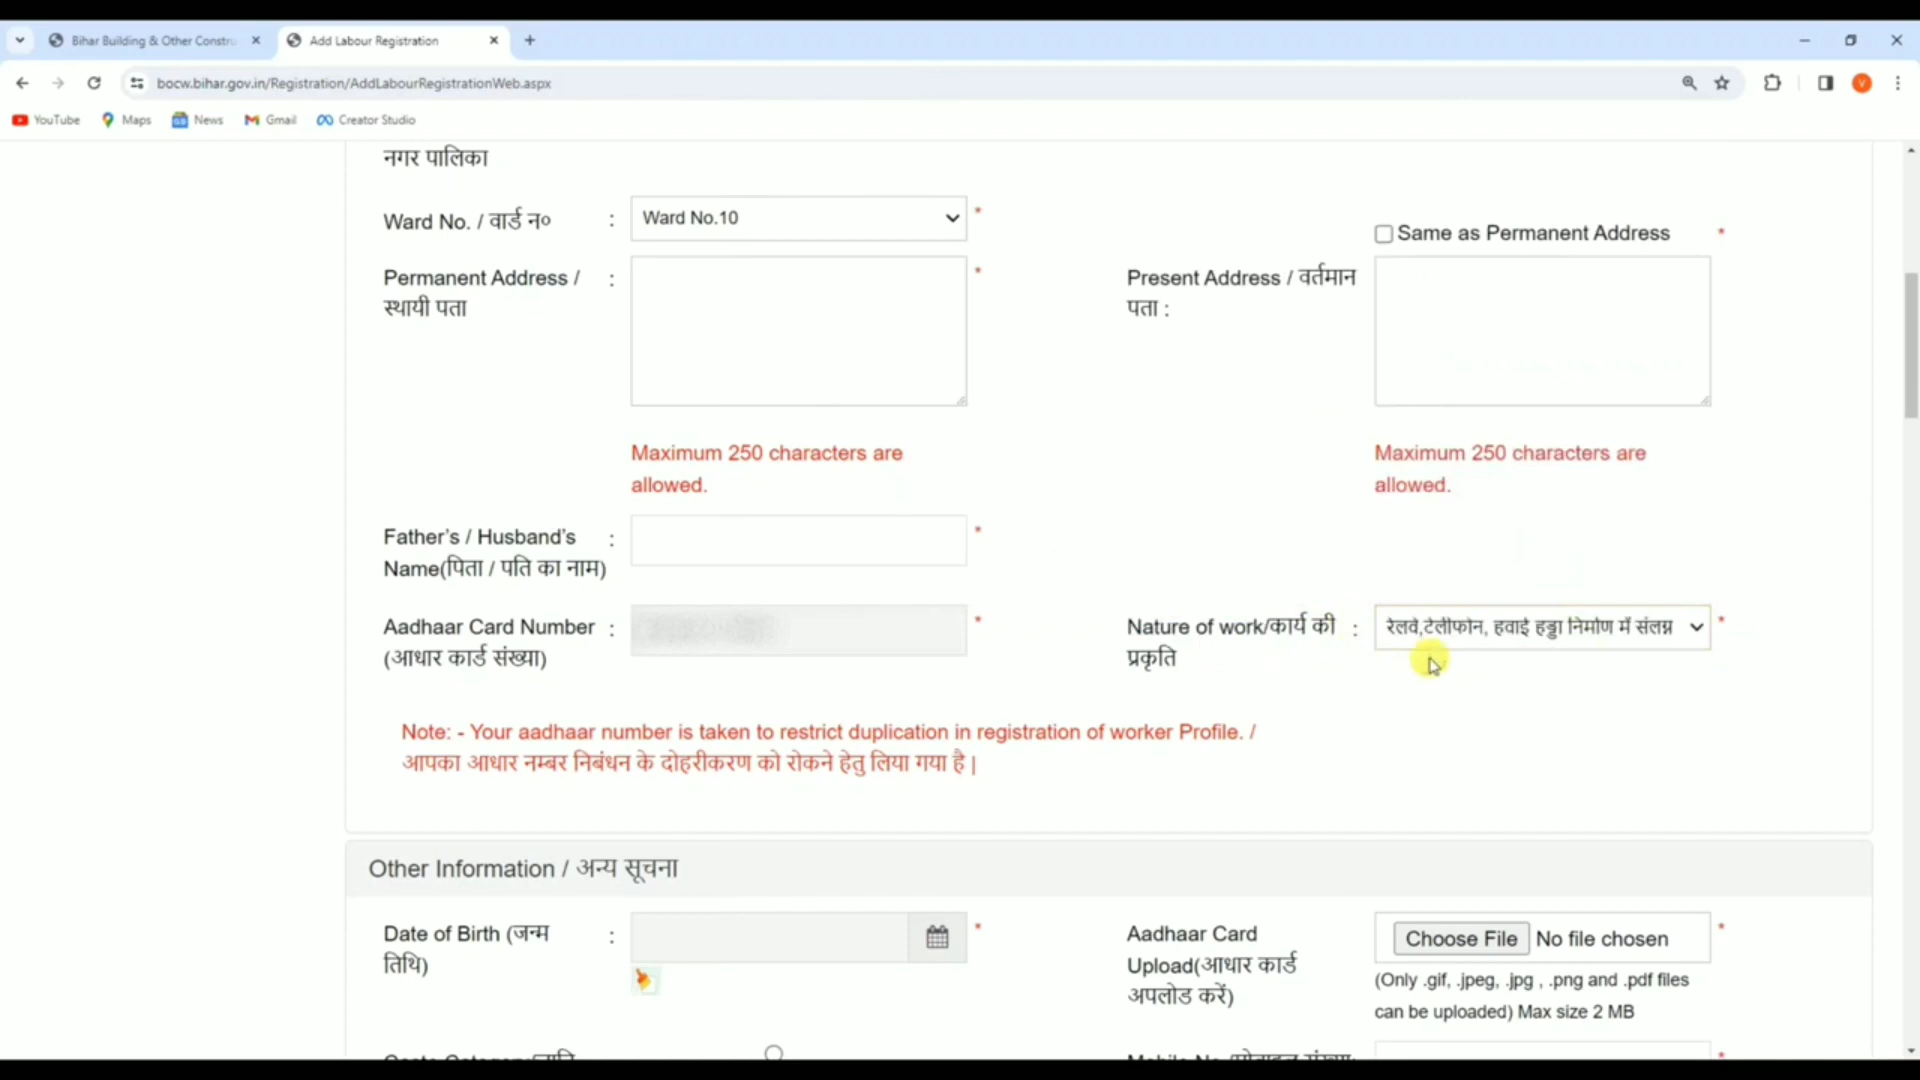 Bihar Building & Other Constru
Add Labour Registration
bocw.bihar.gov.in/Registration/AddLabourRegistrationWeb.aspx
V
YouTube
Maps
News
Gmail
Creator Studio
नगर पालिका
Ward No. / वार्ड न० : Ward No.10 *
Same as Permanent Address *
Permanent Address / : *
स्थायी पता
Present Address / वर्तमान
पता :
Maximum 250 characters are
allowed.
Maximum 250 characters are
allowed.
Father's / Husband's : *
Name(पिता / पति का नाम)
Aadhaar Card Number : *
(आधार कार्ड संख्या)
Nature of work/कार्य की : रेलवे,टेलीफोन, हवाई हड्डा निर्माण में संलग्न *
प्रकृति
Note: - Your aadhaar number is taken to restrict duplication in registration of worker Profile. /
आपका आधार नम्बर निबंधन के दोहरीकरण को रोकने हेतु लिया गया है |
Other Information / अन्य सूचना
Date of Birth (जन्म : *
तिथि)
Aadhaar Card
Upload(आधार कार्ड
अपलोड करें)
Choose File No file chosen *
(Only .gif, .jpeg, .jpg , .png and .pdf files
can be uploaded) Max size 2 MB